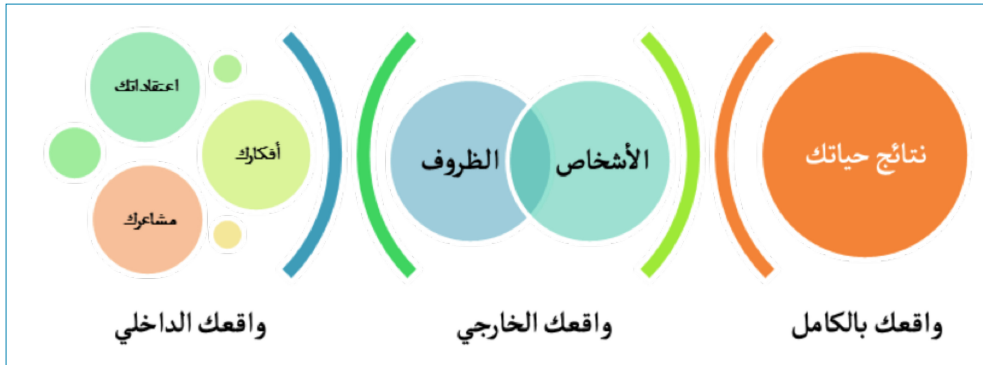 اعتقاداتك
أفكارك
مشاعرك
الظروف
الأشخاص
نتائج حياتك
واقعك الداخلي
واقعك الخارجي
واقعك بالكامل